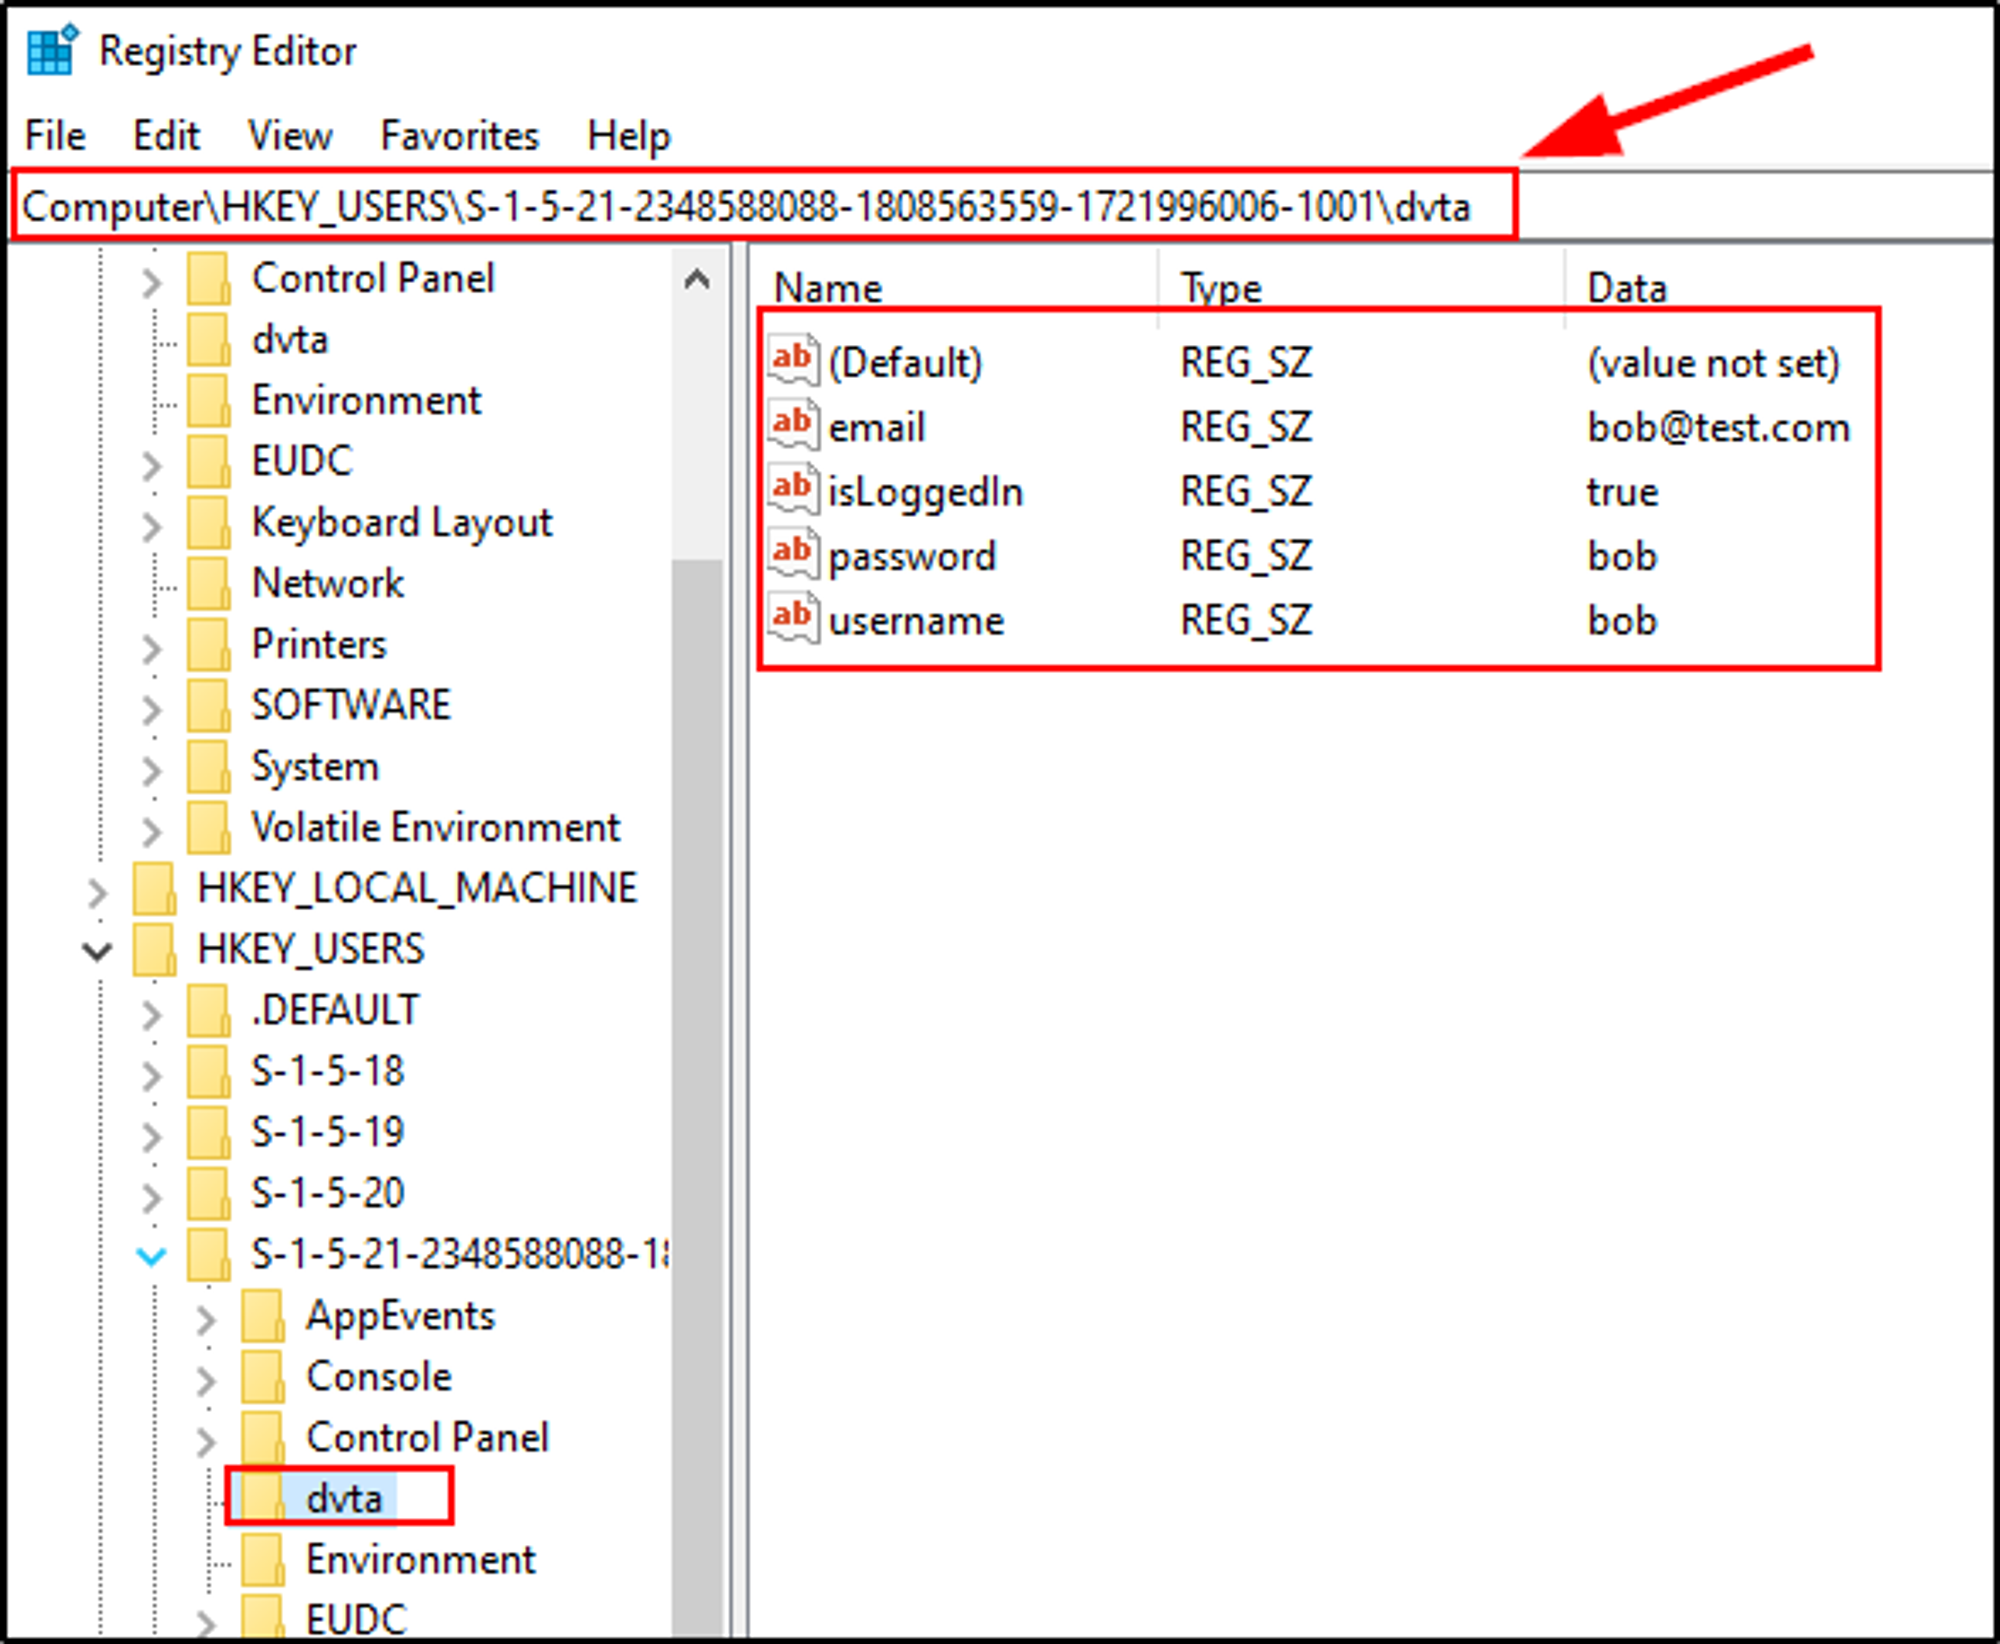 Registry Editor
File Edit View Favorites Help
Computer\HKEY_USERS\S-1-5-21-2348588088-1808563559-1721996006-1001\dvta
Control Panel
dvta
Environment
EUDC
Keyboard Layout
Network
Printers
SOFTWARE
System
Volatile Environment
HKEY_LOCAL_MACHINE
HKEY_USERS
.DEFAULT
S-1-5-18
S-1-5-19
S-1-5-20
S-1-5-21-2348588088-18
AppEvents
Console
Control Panel
dvta
Environment
EUDC
Name Type Data
ab (Default) REG_SZ (value not set)
ab email REG_SZ bob@test.com
ab isLoggedIn REG_SZ true
ab password REG_SZ bob
ab username REG_SZ bob